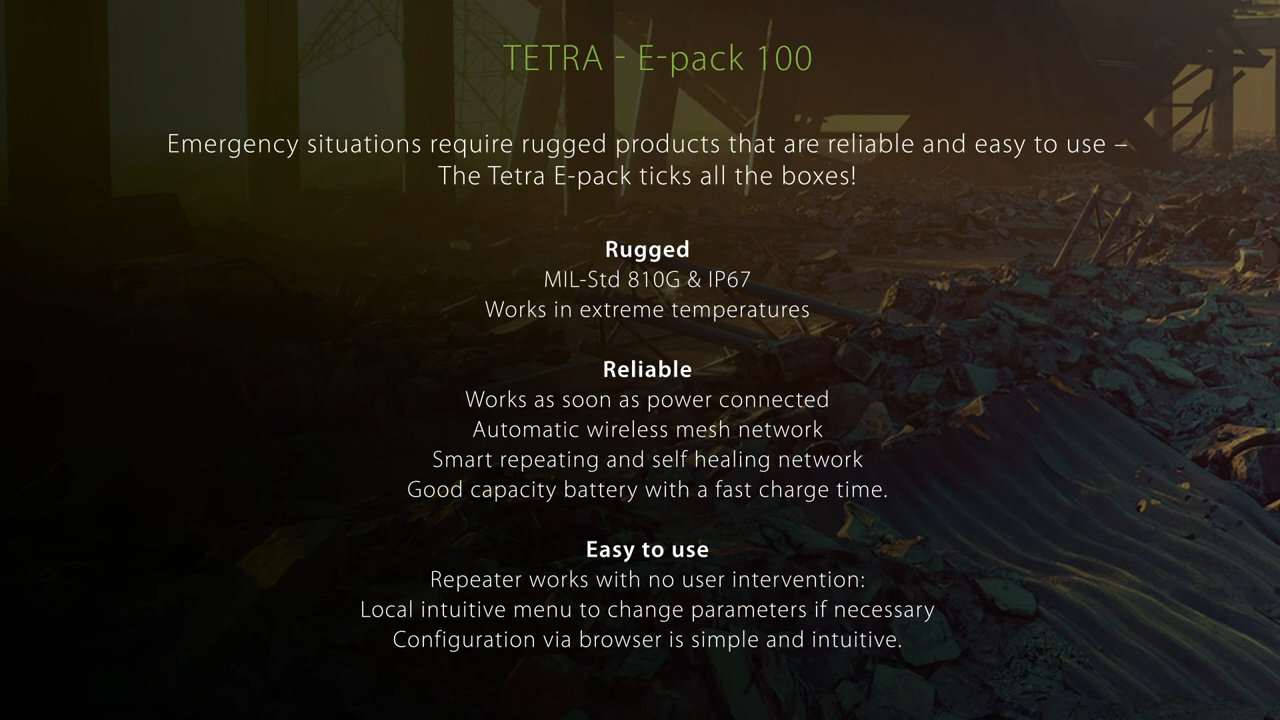 TETRA - E-pack 100
Emergency situations require rugged products that are reliable and easy to use –
The Tetra E-pack ticks all the boxes!
Rugged
MIL-Std 810G & IP67
Works in extreme temperatures
Reliable
Works as soon as power connected
Automatic wireless mesh network
Smart repeating and self healing network
Good capacity battery with a fast charge time.
Easy to use
Repeater works with no user intervention:
Local intuitive menu to change parameters if necessary
Configuration via browser is simple and intuitive.